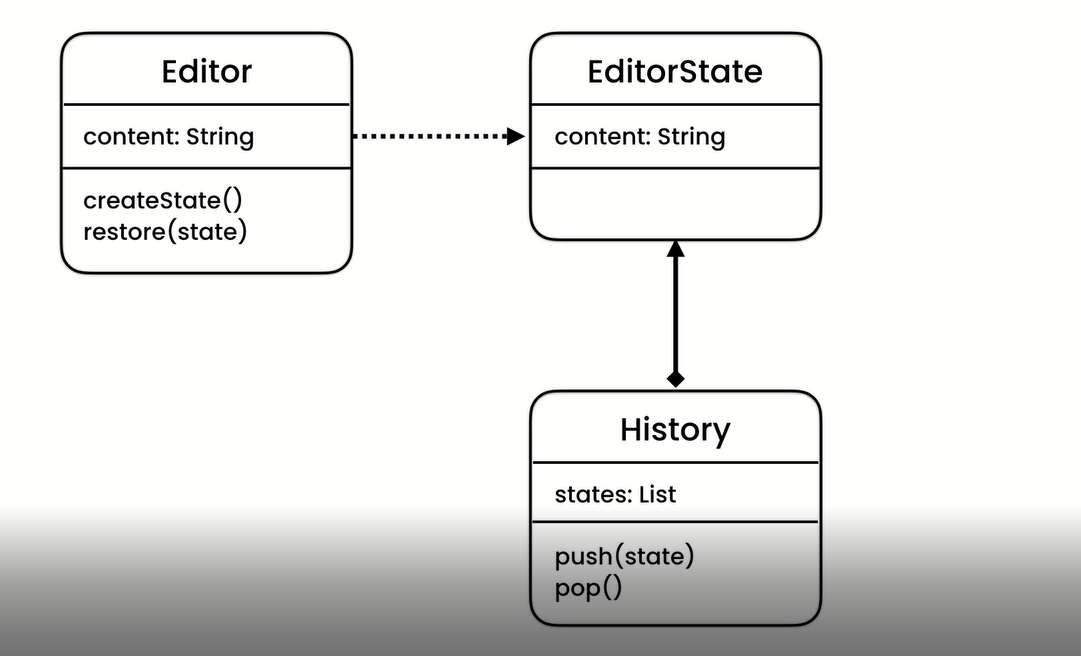 Editor
content: String
createState()
restore(state)
EditorState
content: String
History
states: List
push(state)
pop()